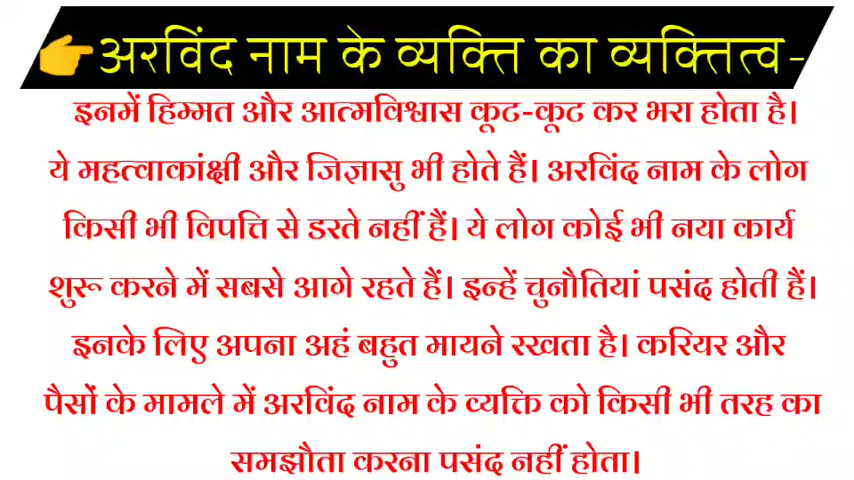 👉अरविंद नाम के व्यक्ति का व्यक्तित्व-
इनमें हिम्मत और आत्मविश्वास कूट-कूट कर भरा होता है।
ये महत्वाकांक्षी और जिज्ञासु भी होते हैं। अरविंद नाम के लोग
किसी भी विपत्ति से डरते नहीं हैं। ये लोग कोई भी नया कार्य
शुरू करने में सबसे आगे रहते हैं। इन्हें चुनौतियां पसंद होती हैं।
इनके लिए अपना अहं बहुत मायने रखता है। करियर और
पैसों के मामले में अरविंद नाम के व्यक्ति को किसी भी तरह का
समझौता करना पसंद नहीं होता।